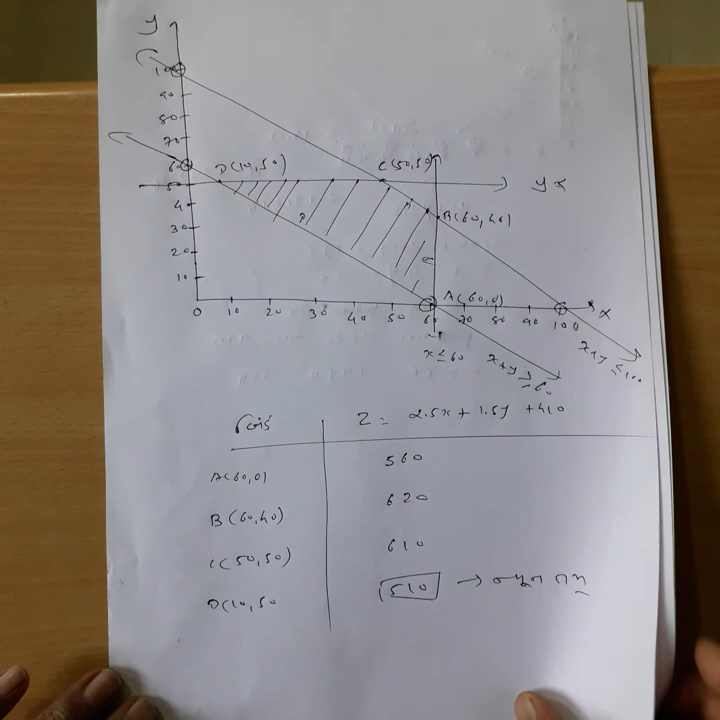 y
100
90
80
70
60
50
4
30
20
10
D(10,50)
C(50,50)
B(60,40)
A(60,0)
0 10 20 30 40 50 6 70 80 90 100 x
x ≤ 60
x+y ≥ 60
x+y ≤ 100
Z = 2.5x + 1.5y + 410
A(60,0) 560
B(60,40) 620
C(50,50) 610
D(10,50 510 →